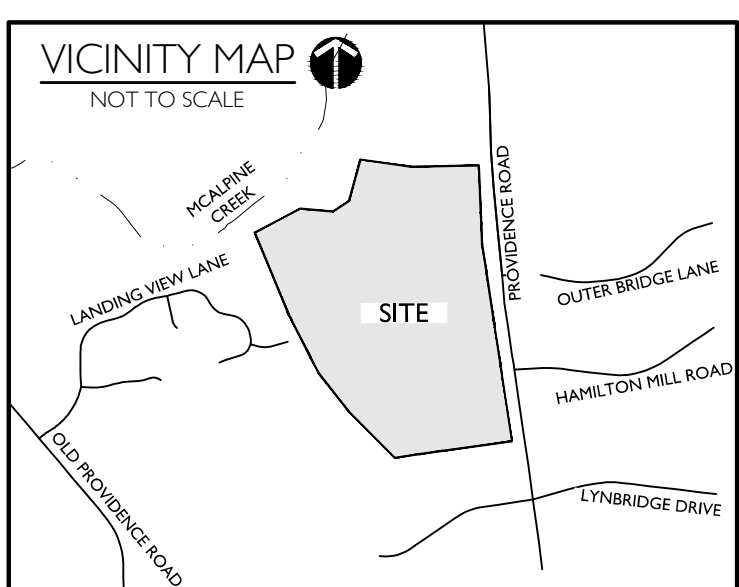 VICINITY MAP
NOT TO SCALE
MCALPINE
CREEK
LANDING VIEW LANE
PROVIDENCE ROAD
OUTER BRIDGE LANE
SITE
HAMILTON MILL ROAD
OLD PROVIDENCE ROAD
LYNBRIDGE DRIVE